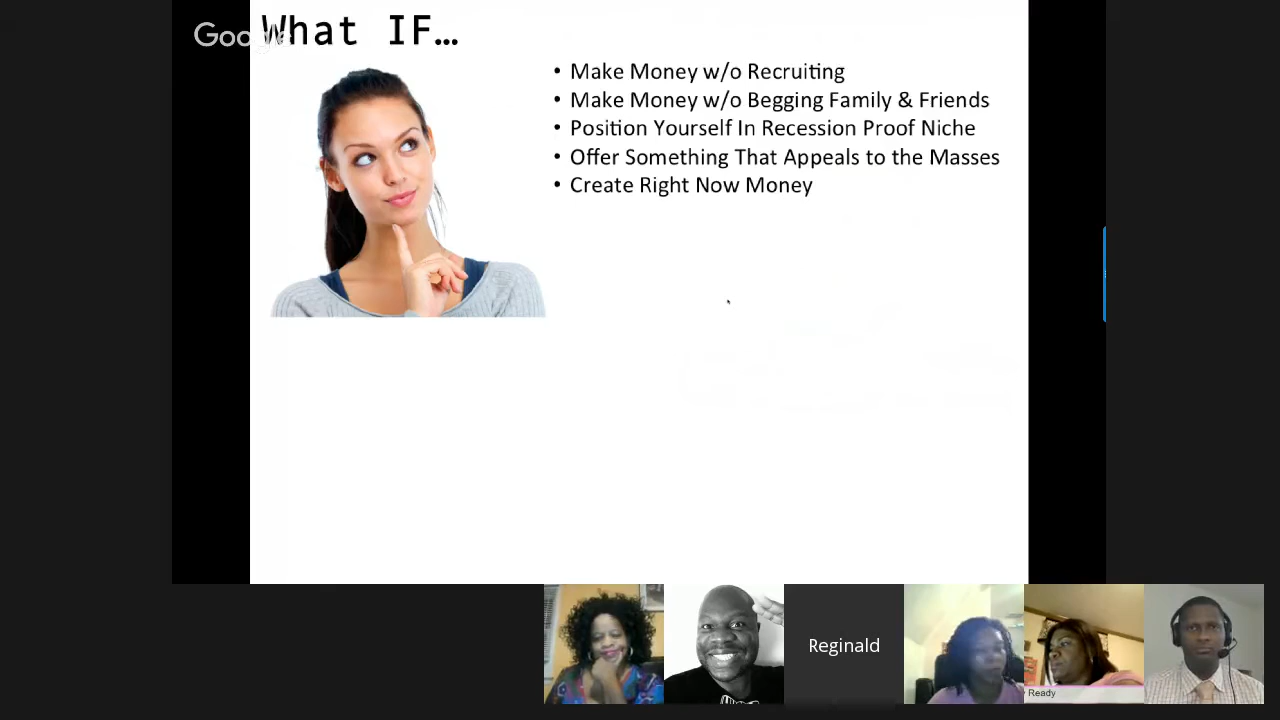 Google
What IF…
• Make Money w/o Recruiting
• Make Money w/o Begging Family & Friends
• Position Yourself In Recession Proof Niche
• Offer Something That Appeals to the Masses
• Create Right Now Money
Reginald
Ready